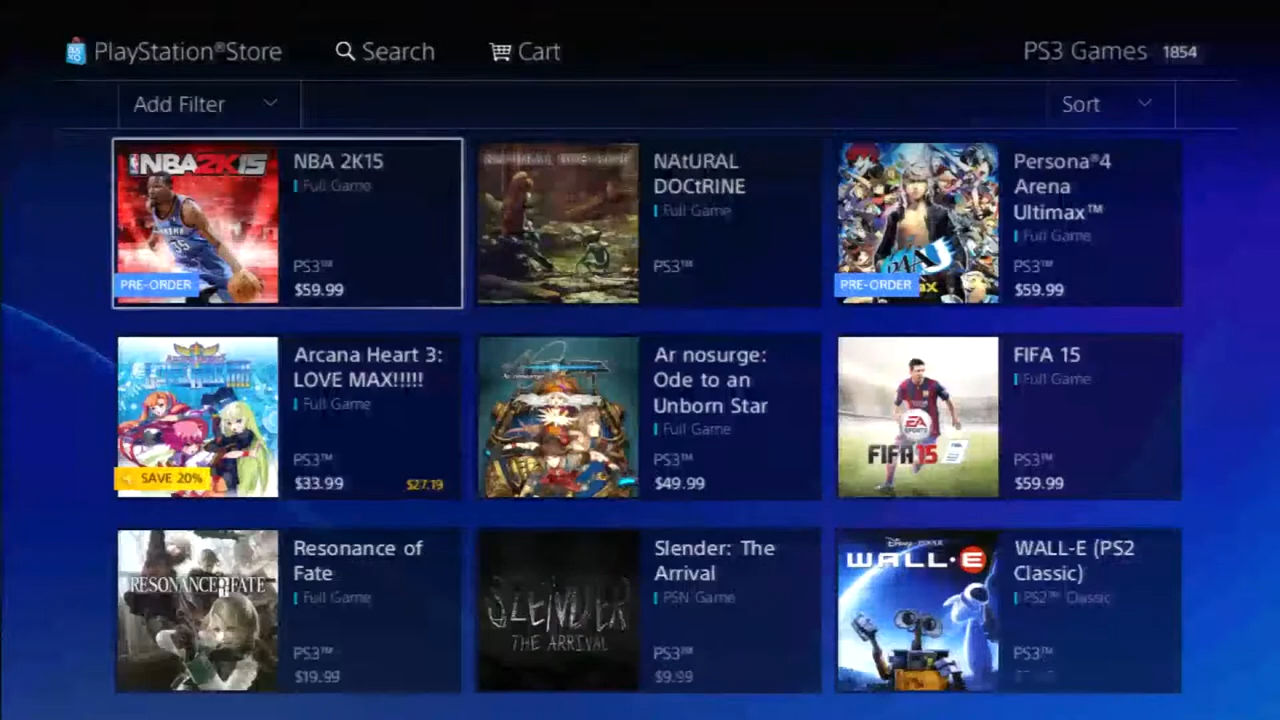 PlayStation®Store
Search
Cart
PS3 Games 1854
Add Filter
Sort
NBA2K15
PRE-ORDER
NBA 2K15
Full Game
PS3™
$59.99
NAtURAL
DOCtRINE
Full Game
PS3™
PRE-ORDER
Persona®4
Arena
Ultimax™
Full Game
PS3™
$59.99
SAVE 20%
Arcana Heart 3:
LOVE MAX!!!!!
Full Game
PS3™
$33.99 $27.19
Ar nosurge:
Ode to an
Unborn Star
Full Game
PS3™
$49.99
EA
SPORTS
FIFA 15
FIFA 15
Full Game
PS3™
$59.99
RESONANCE OF FATE
Resonance of
Fate
Full Game
PS3™
$19.99
SLENDER
THE ARRIVAL
Slender: The
Arrival
PSN Game
PS3™
$9.99
Disney PIXAR
WALL·E
WALL-E (PS2
Classic)
PS2™ Classic
PS3™